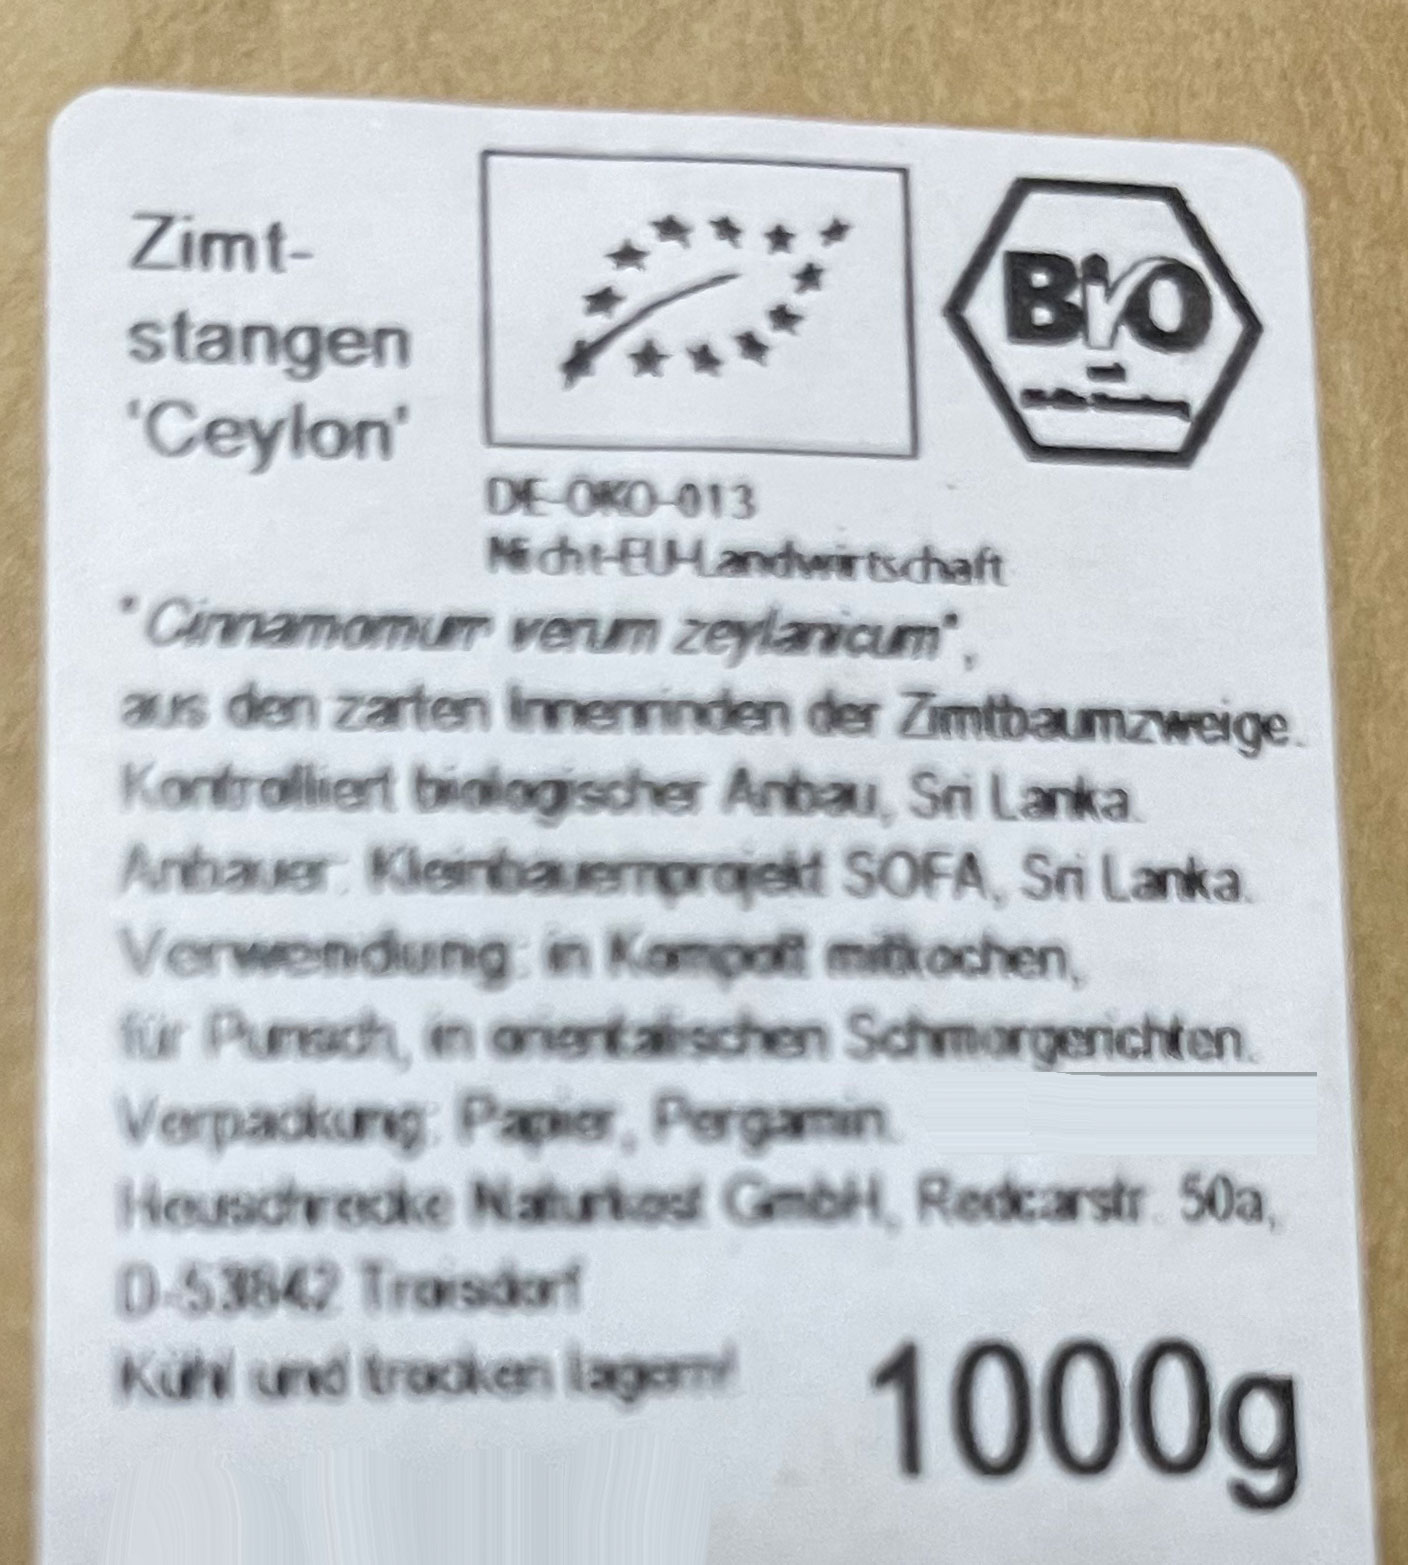 Zimt-
stangen
'Ceylon'
BIO
DE-ÖKO-013
Nicht-EU-Landwirtschaft
"Cinnamomum verum zeylanicum",
aus den zarten Innenrinden der Zimtbaumzweige.
Kontrolliert biologischer Anbau, Sri Lanka.
Anbauer: Kleinbauernprojekt SOFA, Sri Lanka.
Verwendung: in Kompott mitkochen,
für Punsch, in orientalischen Schmorgerichten.
Verpackung: Papier, Pergamin.
Heuschrecke Naturkost GmbH, Redcarstr. 50a,
D-53842 Troisdorf
Kühl und trocken lagern!
1000g